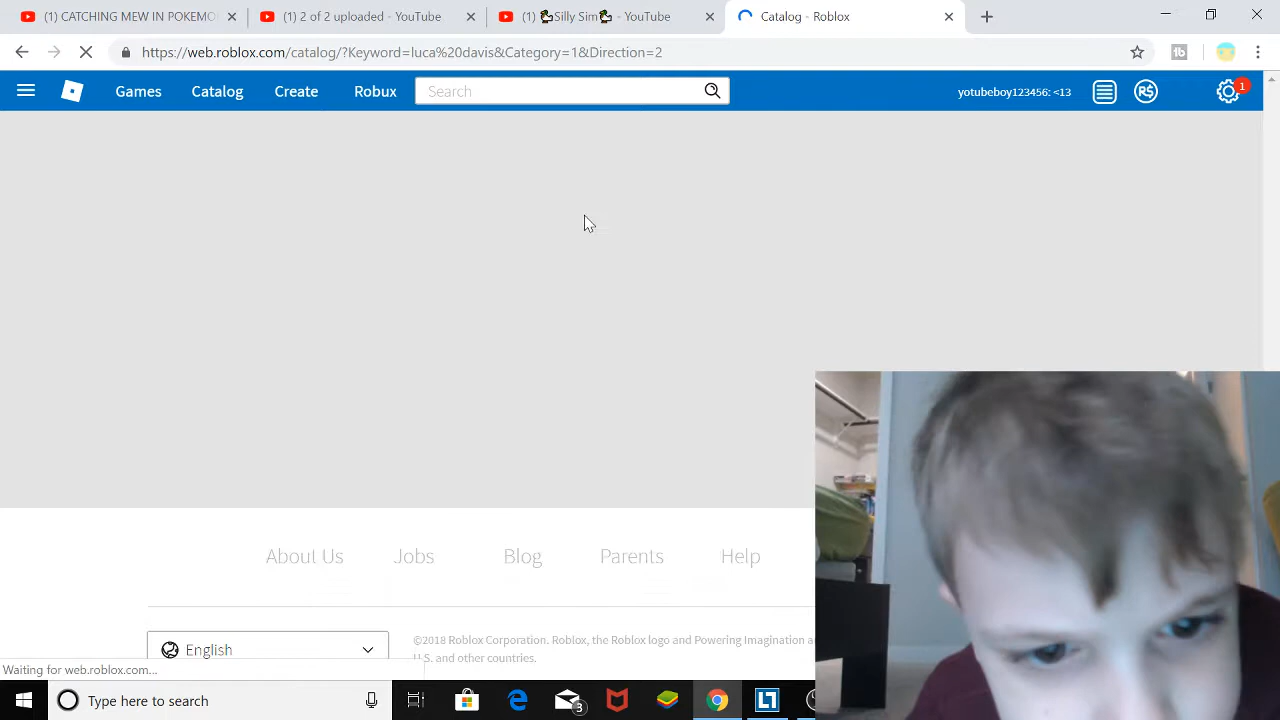 (1) CATCHING MEW IN POKEMO
(1) 2 of 2 uploaded - YouTube
(1) Silly Sim - YouTube
Catalog - Roblox
https://web.roblox.com/catalog/?Keyword=luca%20davis&Category=1&Direction=2
Games
Catalog
Create
Robux
Search
yotubeboy123456: <13
R$
1
About Us
Jobs
Blog
Parents
Help
English
©2018 Roblox Corporation. Roblox, the Roblox logo and Powering Imagination a
U.S. and other countries.
Waiting for web.roblox.com...
Type here to search
3